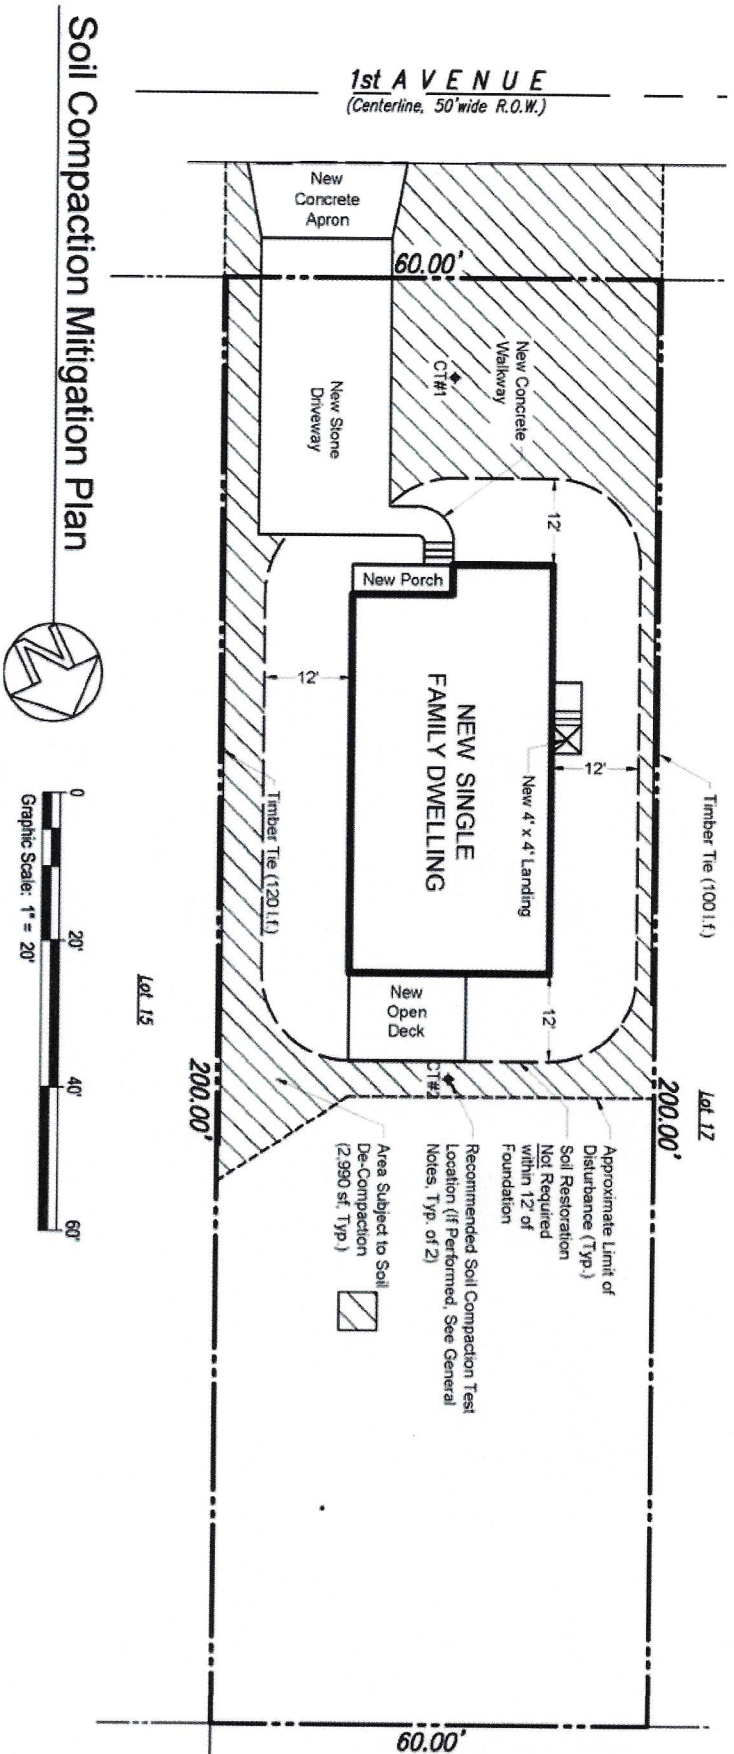 1st AVENUE
(Centerline, 50'wide R.O.W.)
New
Concrete
Apron
60.00'
New Concrete
Walkway
CT#1
New Stone
Driveway
12'
New Porch
12'
NEW SINGLE
FAMILY DWELLING
New 4' x 4' Landing
12'
Timber Tie (100 l.f.)
Timber Tie (120 l.f.)
New
Open
Deck
12'
CT#2
Lot 15
Lot 17
200.00'
200.00'
Approximate Limit of
Disturbance (Typ.)
Soil Restoration
Not Required
within 12' of
Foundation
Recommended Soil Compaction Test
Location (If Performed, See General
Notes, Typ. of 2)
Area Subject to Soil
De-Compaction
(2,990 sf, Typ.)
60.00'
Soil Compaction Mitigation Plan
N
0
20'
40'
60'
Graphic Scale: 1" = 20'